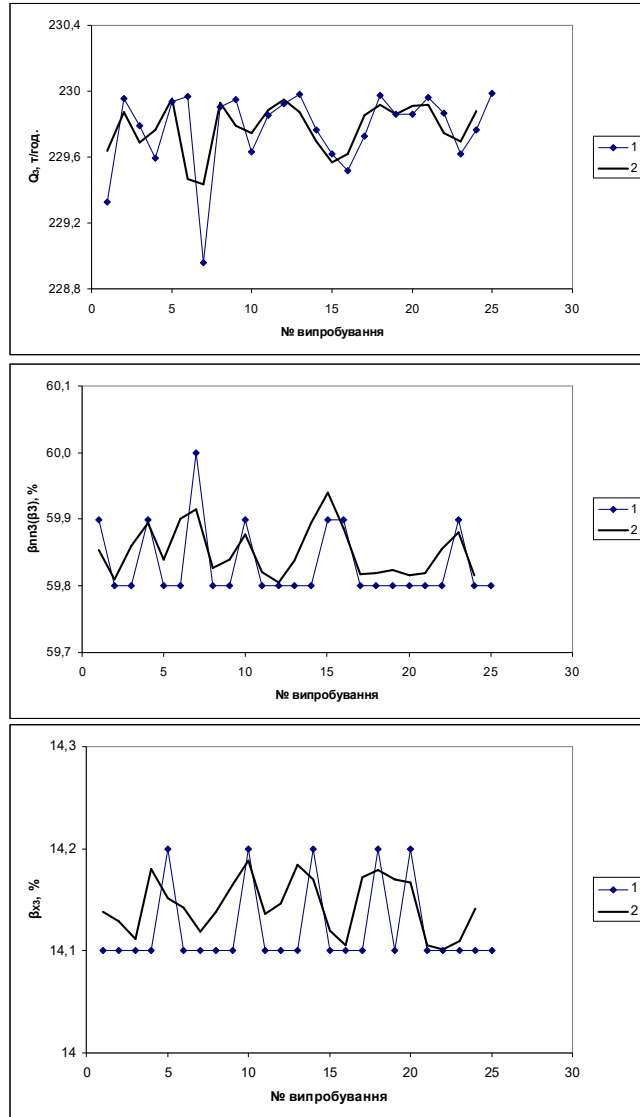 230,4
230
229,6
229,2
228,8
Q₃, т/год.
0 5 10 15 20 25 30
№ випробування
1
2
60,1
60,0
59,9
59,8
59,7
βпп3(β3), %
0 5 10 15 20 25 30
№ випробування
1
2
14,3
14,2
14,1
14
βх₃, %
0 5 10 15 20 25 30
№ випробування
1
2